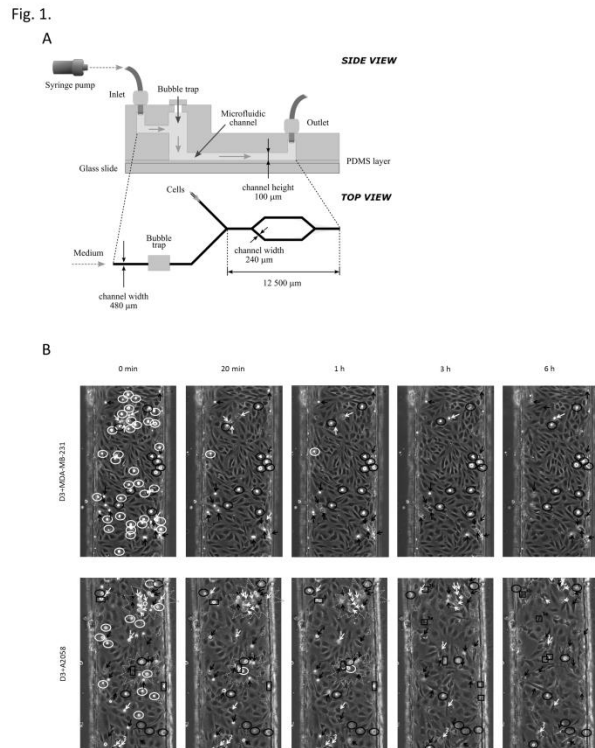 Fig. 1.
A
SIDE VIEW
Syringe pump
Inlet
Bubble trap
Microfluidic
channel
Outlet
Glass slide
PDMS layer
channel height
100 µm
TOP VIEW
Cells
Bubble
trap
Medium
channel width
240 µm
channel width
480 µm
12 500 µm
B
0 min
20 min
1 h
3 h
6 h
D3+MDA-MB-231
D3+A2058